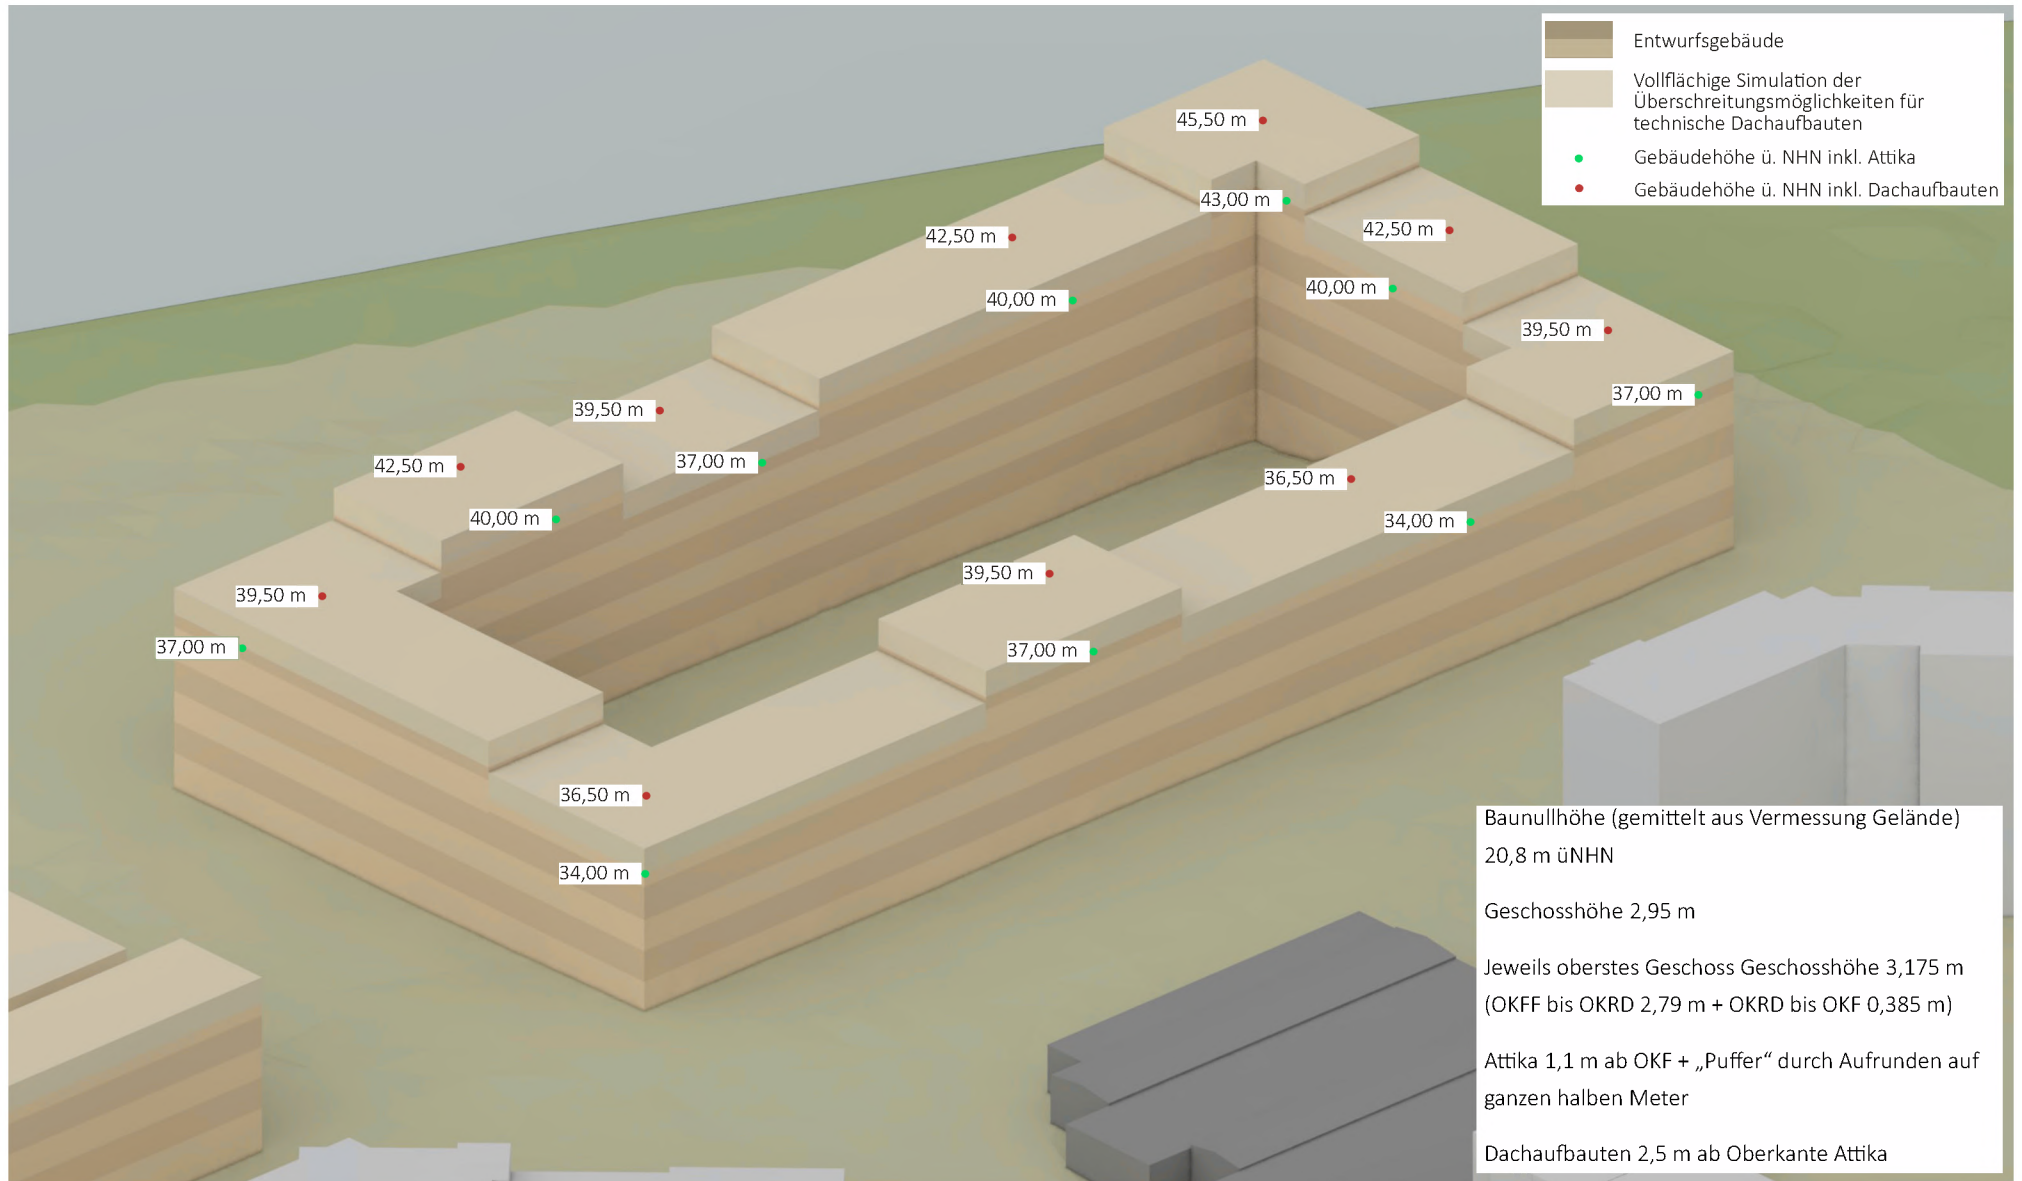 Entwurfsgebäude
Vollflächige Simulation der
Überschreitungsmöglichkeiten für
technische Dachaufbauten
Gebäudehöhe ü. NHN inkl. Attika
Gebäudehöhe ü. NHN inkl. Dachaufbauten
45,50 m
43,00 m
42,50 m
42,50 m
40,00 m
40,00 m
39,50 m
37,00 m
39,50 m
37,00 m
42,50 m
40,00 m
36,50 m
34,00 m
39,50 m
37,00 m
39,50 m
37,00 m
36,50 m
34,00 m
Baunullhöhe (gemittelt aus Vermessung Gelände)
20,8 m üNHN
Geschosshöhe 2,95 m
Jeweils oberstes Geschoss Geschosshöhe 3,175 m
(OKFF bis OKRD 2,79 m + OKRD bis OKF 0,385 m)
Attika 1,1 m ab OKF + „Puffer“ durch Aufrunden auf
ganzen halben Meter
Dachaufbauten 2,5 m ab Oberkante Attika